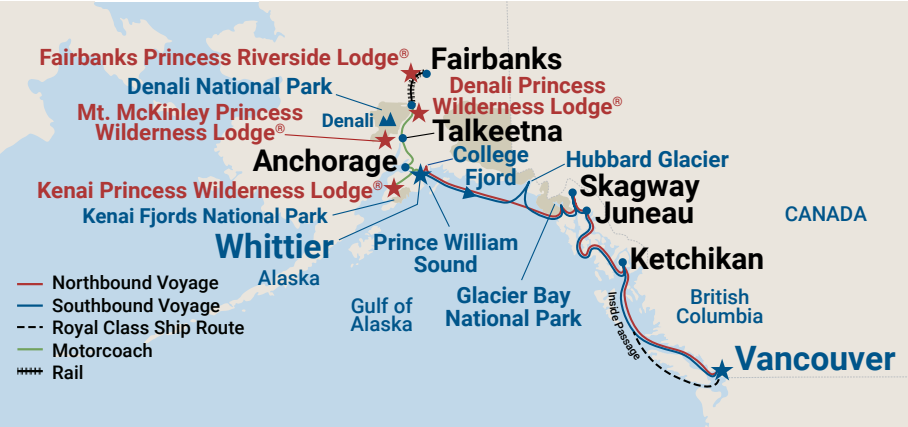 Fairbanks Princess Riverside Lodge®
Fairbanks
Denali National Park
Denali Princess
Wilderness Lodge®
Mt. McKinley Princess
Wilderness Lodge®
Denali
Talkeetna
Anchorage
College
Fjord
Hubbard Glacier
Kenai Princess Wilderness Lodge®
Skagway
Kenai Fjords National Park
Juneau
CANADA
Whittier
Prince William
Sound
Ketchikan
Alaska
Glacier Bay
National Park
Gulf of
Alaska
British
Columbia
Inside Passage
Vancouver
Northbound Voyage
Southbound Voyage
Royal Class Ship Route
Motorcoach
Rail